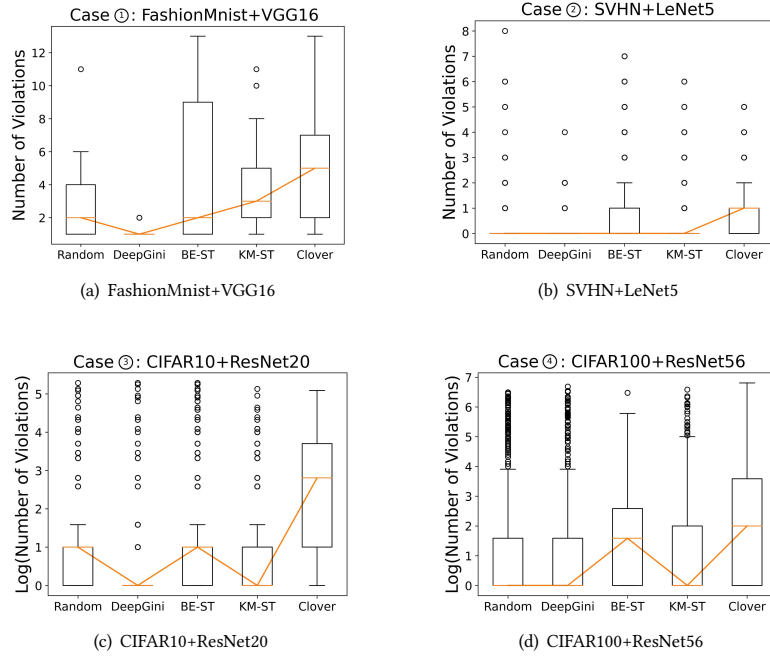 Case ①: FashionMnist+VGG16
Number of Violations
12
10
8
6
4
2
Random DeepGini BE-ST KM-ST Clover
(a) FashionMnist+VGG16
Case ②: SVHN+LeNet5
Number of Violations
8
7
6
5
4
3
2
1
0
Random DeepGini BE-ST KM-ST Clover
(b) SVHN+LeNet5
Case ③: CIFAR10+ResNet20
Log(Number of Violations)
5
4
3
2
1
0
Random DeepGini BE-ST KM-ST Clover
(c) CIFAR10+ResNet20
Case ④: CIFAR100+ResNet56
Log(Number of Violations)
7
6
5
4
3
2
1
0
Random DeepGini BE-ST KM-ST Clover
(d) CIFAR100+ResNet56